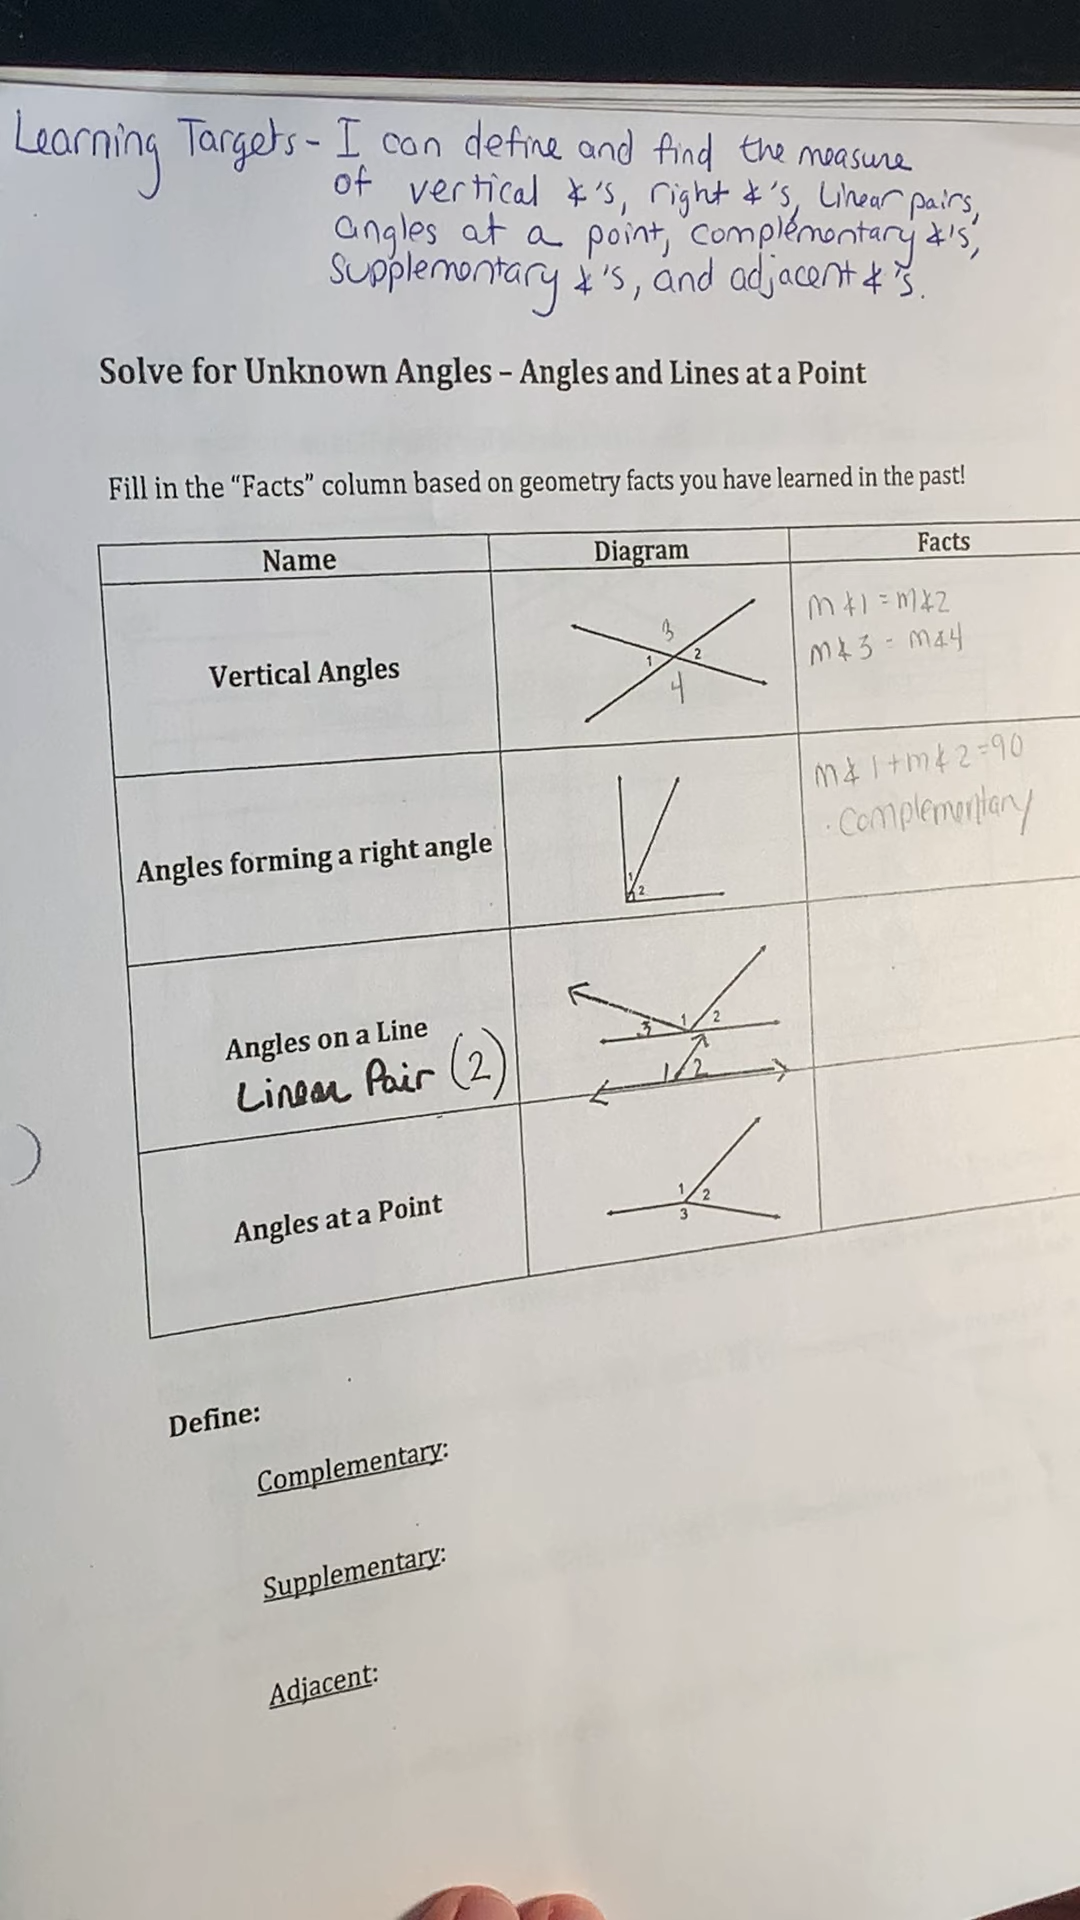 Learning Targets - I can define and find the measure
of vertical ∡'s, right ∡'s, Linear pairs,
angles at a point, complementary ∡'s,
Supplementary ∡'s, and adjacent ∡'s.
Solve for Unknown Angles – Angles and Lines at a Point
Fill in the “Facts” column based on geometry facts you have learned in the past!
Name Diagram Facts
Vertical Angles
3
1 2
4
m∡1 = m∡2
m∡3 = m∡4
Angles forming a right angle
1
2
m∡1+m∡2=90
· Complementary
Angles on a Line
Linear Pair (2)
3 1 2
1 2
Angles at a Point
1 2
3
Define:
Complementary:
Supplementary:
Adjacent: